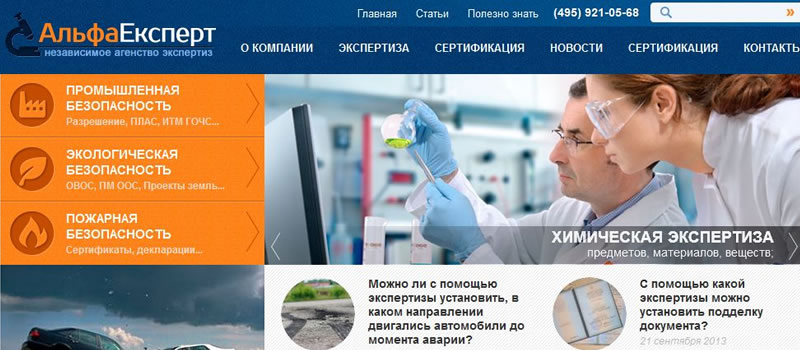 Главная Статьи Полезно знать (495) 921-05-68 »
АльфаЕксперт
независимое агенство экспертиз
О КОМПАНИИ ЭКСПЕРТИЗА СЕРТИФИКАЦИЯ НОВОСТИ СЕРТИФИКАЦИЯ КОНТАКТЫ
ПРОМЫШЛЕННАЯ
БЕЗОПАСНОСТЬ
Разрешение, ПЛАС, ИТМ ГОЧС...
ЭКОЛОГИЧЕСКАЯ
БЕЗОПАСНОСТЬ
ОВОС, ПМ ООС, Проекты земль...
ПОЖАРНАЯ
БЕЗОПАСНОСТЬ
Сертификаты, декларации...
ХИМИЧЕСКАЯ ЭКСПЕРТИЗА
предметов, материалов, веществ;
Можно ли с помощью
экспертизы установить, в
каком направлении
двигались автомобили до
момента аварии?
С помощью какой
экспертизы можно
установить подделку
документа?
21 сентября 2013